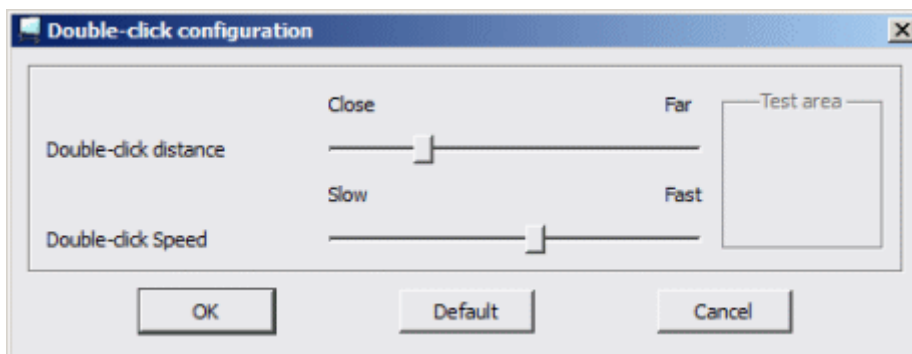 Double-click configuration
Close Far Test area
Double-click distance
Slow Fast
Double-click Speed
OK Default Cancel